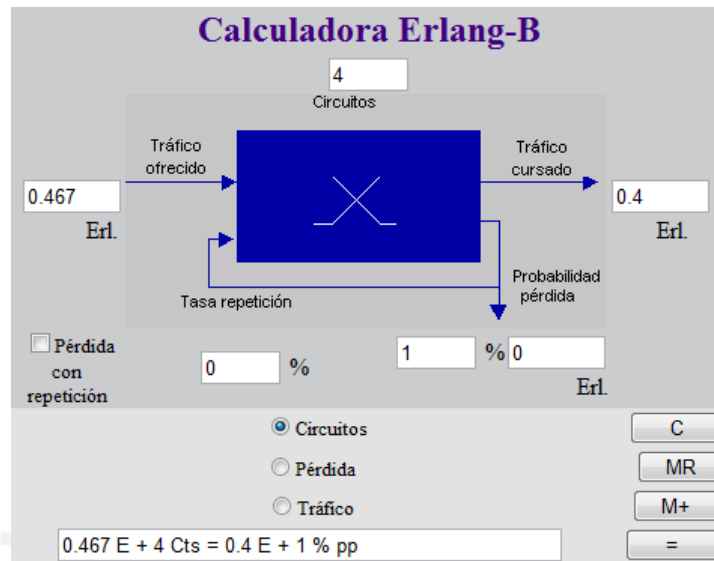 Calculadora Erlang-B
4
Circuitos
Tráfico
ofrecido
Tráfico
cursado
0.467
Erl.
0.4
Erl.
Tasa repetición
Probabilidad
pérdida
Pérdida
con
repetición
0 %
1 % 0
Erl.
Circuitos
C
Pérdida
MR
Tráfico
M+
0.467 E + 4 Cts = 0.4 E + 1 % pp
=